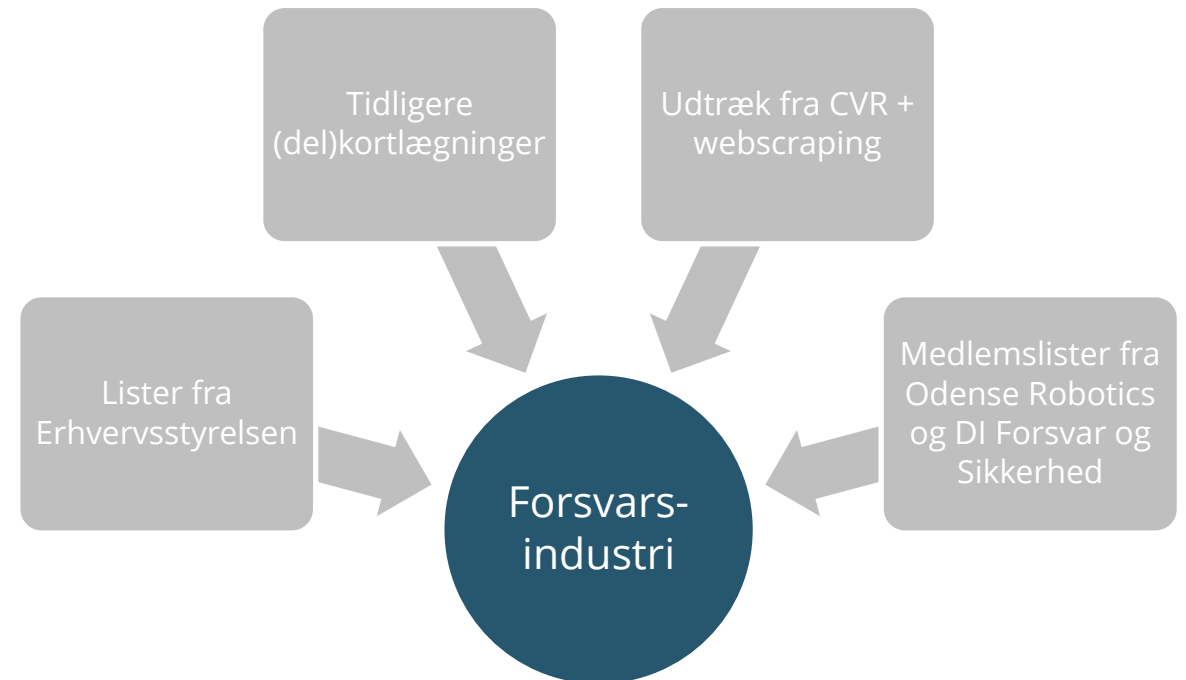 Tidligere
(del)kortlægninger
Udtræk fra CVR +
webscraping
Lister fra
Erhvervsstyrelsen
Medlemslister fra
Odense Robotics
og DI Forsvar og
Sikkerhed
Forsvars-
industri